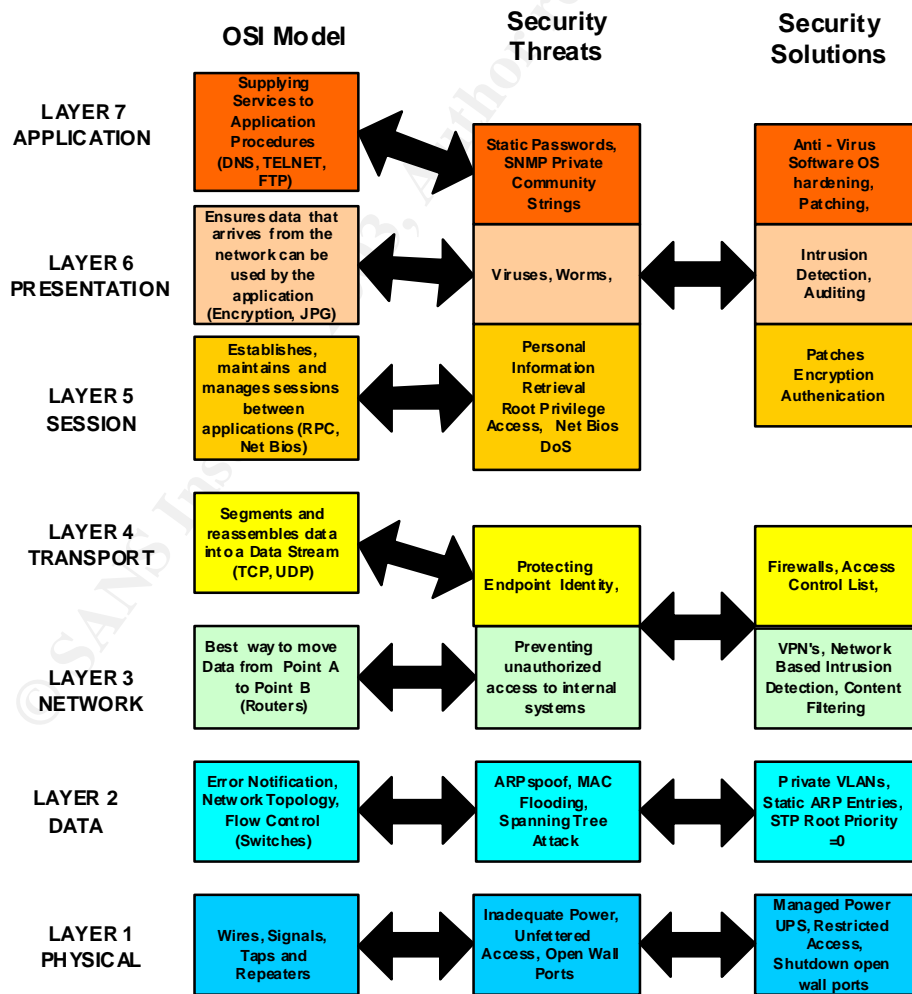 OSI Model
Security
Threats
Security
Solutions
LAYER 7
APPLICATION
Supplying
Services to
Application
Procedures
(DNS, TELNET,
FTP)
Static Passwords,
SNMP Private
Community
Strings
Anti - Virus
Software OS
hardening,
Patching,
LAYER 6
PRESENTATION
Ensures data that
arrives from the
network can be
used by the
application
(Encryption, JPG)
Viruses, Worms,
Intrusion
Detection,
Auditing
LAYER 5
SESSION
Establishes,
maintains and
manages sessions
between
applications (RPC,
Net Bios)
Personal
Information
Retrieval
Root Privilege
Access, Net Bios
DoS
Patches
Encryption
Authenication
LAYER 4
TRANSPORT
Segments and
reassembles data
into a Data Stream
(TCP, UDP)
Protecting
Endpoint Identity,
Firewalls, Access
Control List,
LAYER 3
NETWORK
Best way to move
Data from Point A
to Point B
(Routers)
Preventing
unauthorized
access to internal
systems
VPN's, Network
Based Intrusion
Detection, Content
Filtering
LAYER 2
DATA
Error Notification,
Network Topology,
Flow Control
(Switches)
ARPspoof, MAC
Flooding,
Spanning Tree
Attack
Private VLANs,
Static ARP Entries,
STP Root Priority
=0
LAYER 1
PHYSICAL
Wires, Signals,
Taps and
Repeaters
Inadequate Power,
Unfettered
Access, Open Wall
Ports
Managed Power
UPS, Restricted
Access,
Shutdown open
wall ports
© SANS Ins 3, Author r